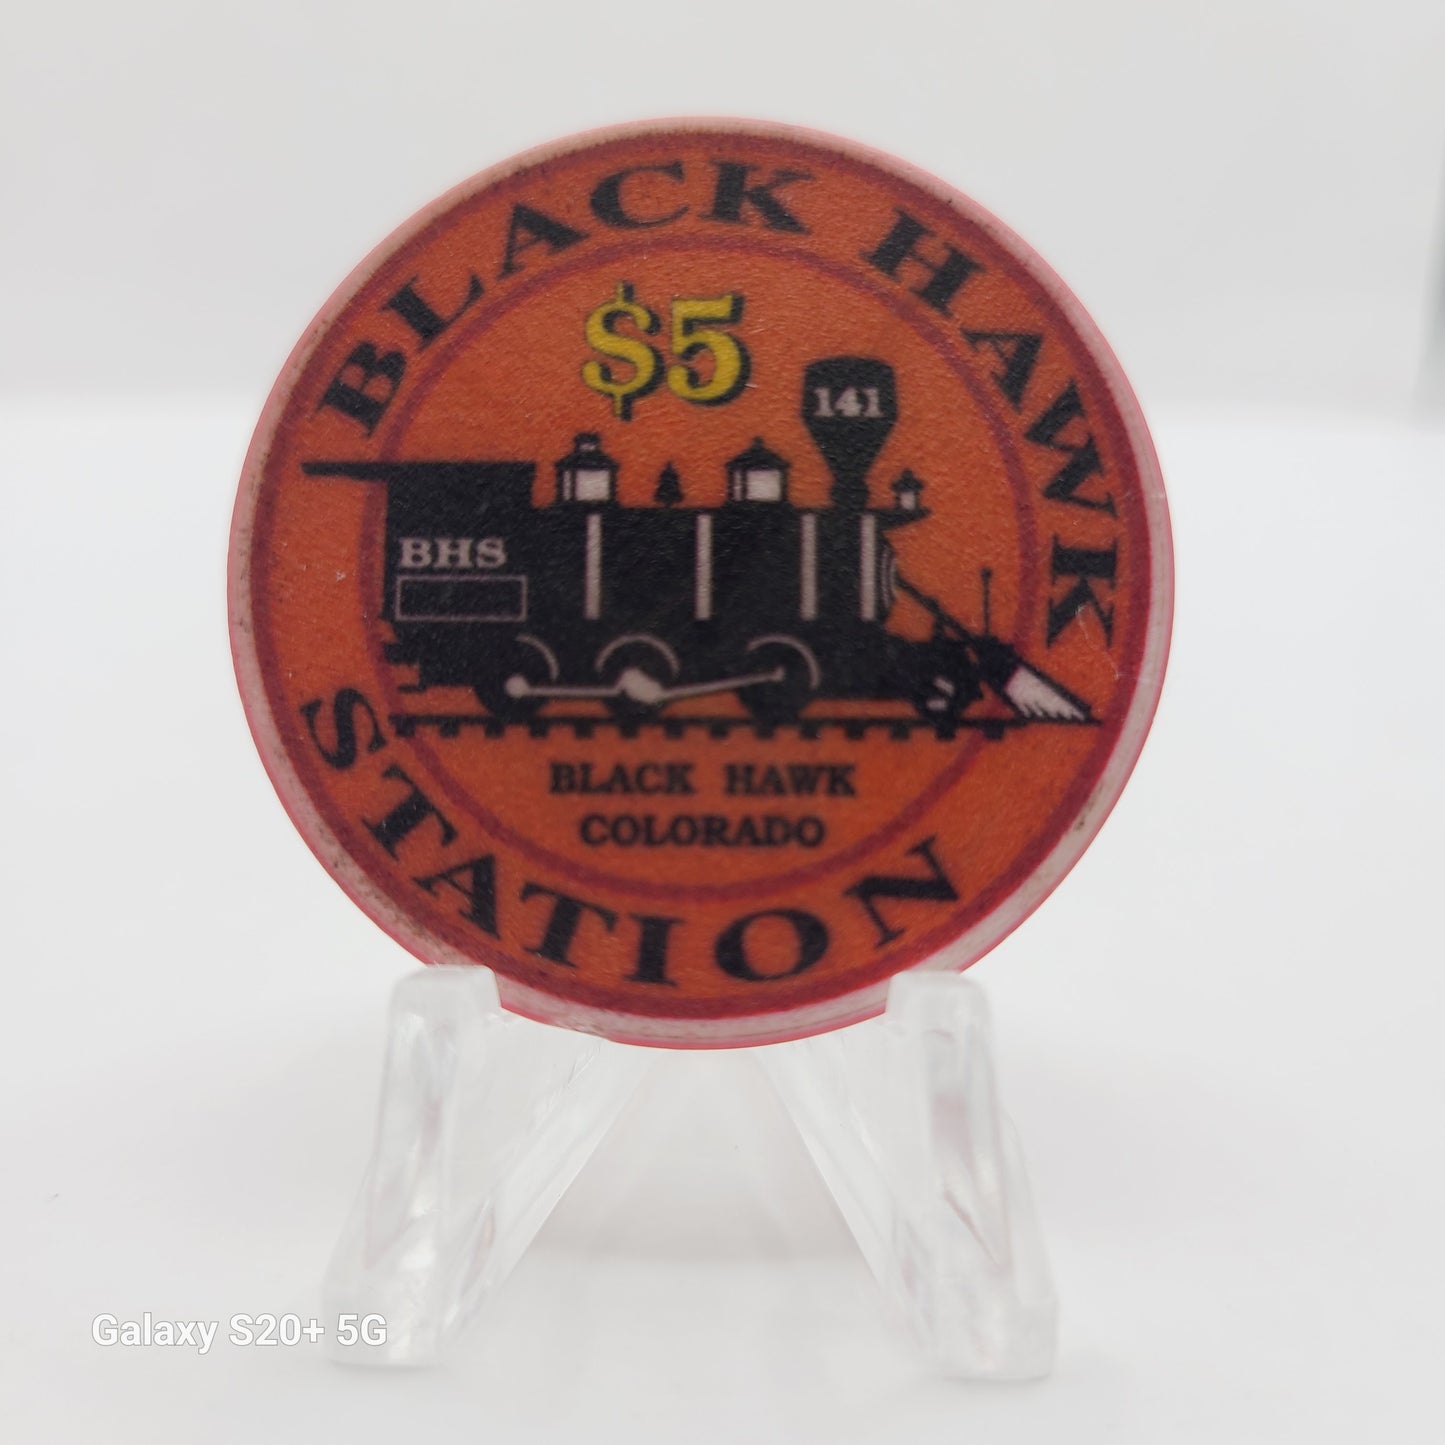 BLACK HAWK
$5
141
BHS
BLACK HAWK
COLORADO
STATION
Galaxy S20+ 5G